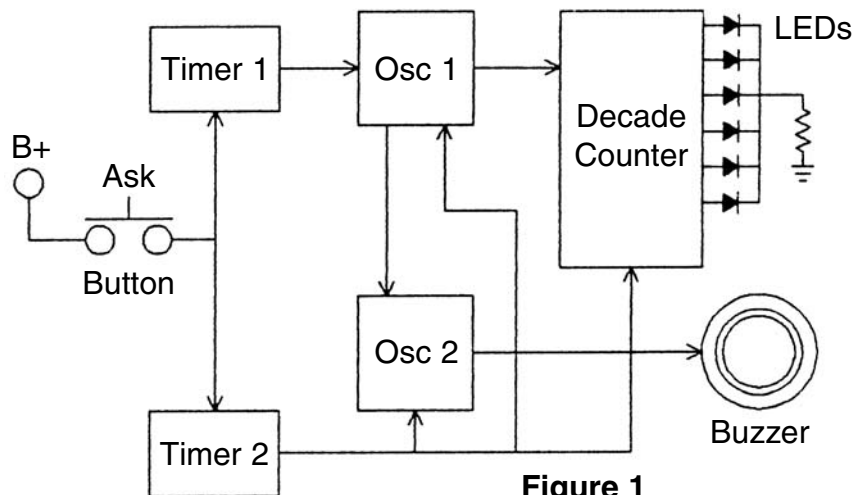 LEDs
Timer 1
Osc 1
Decade
Counter
B+
Ask
Button
Osc 2
Timer 2
Buzzer
Figure 1